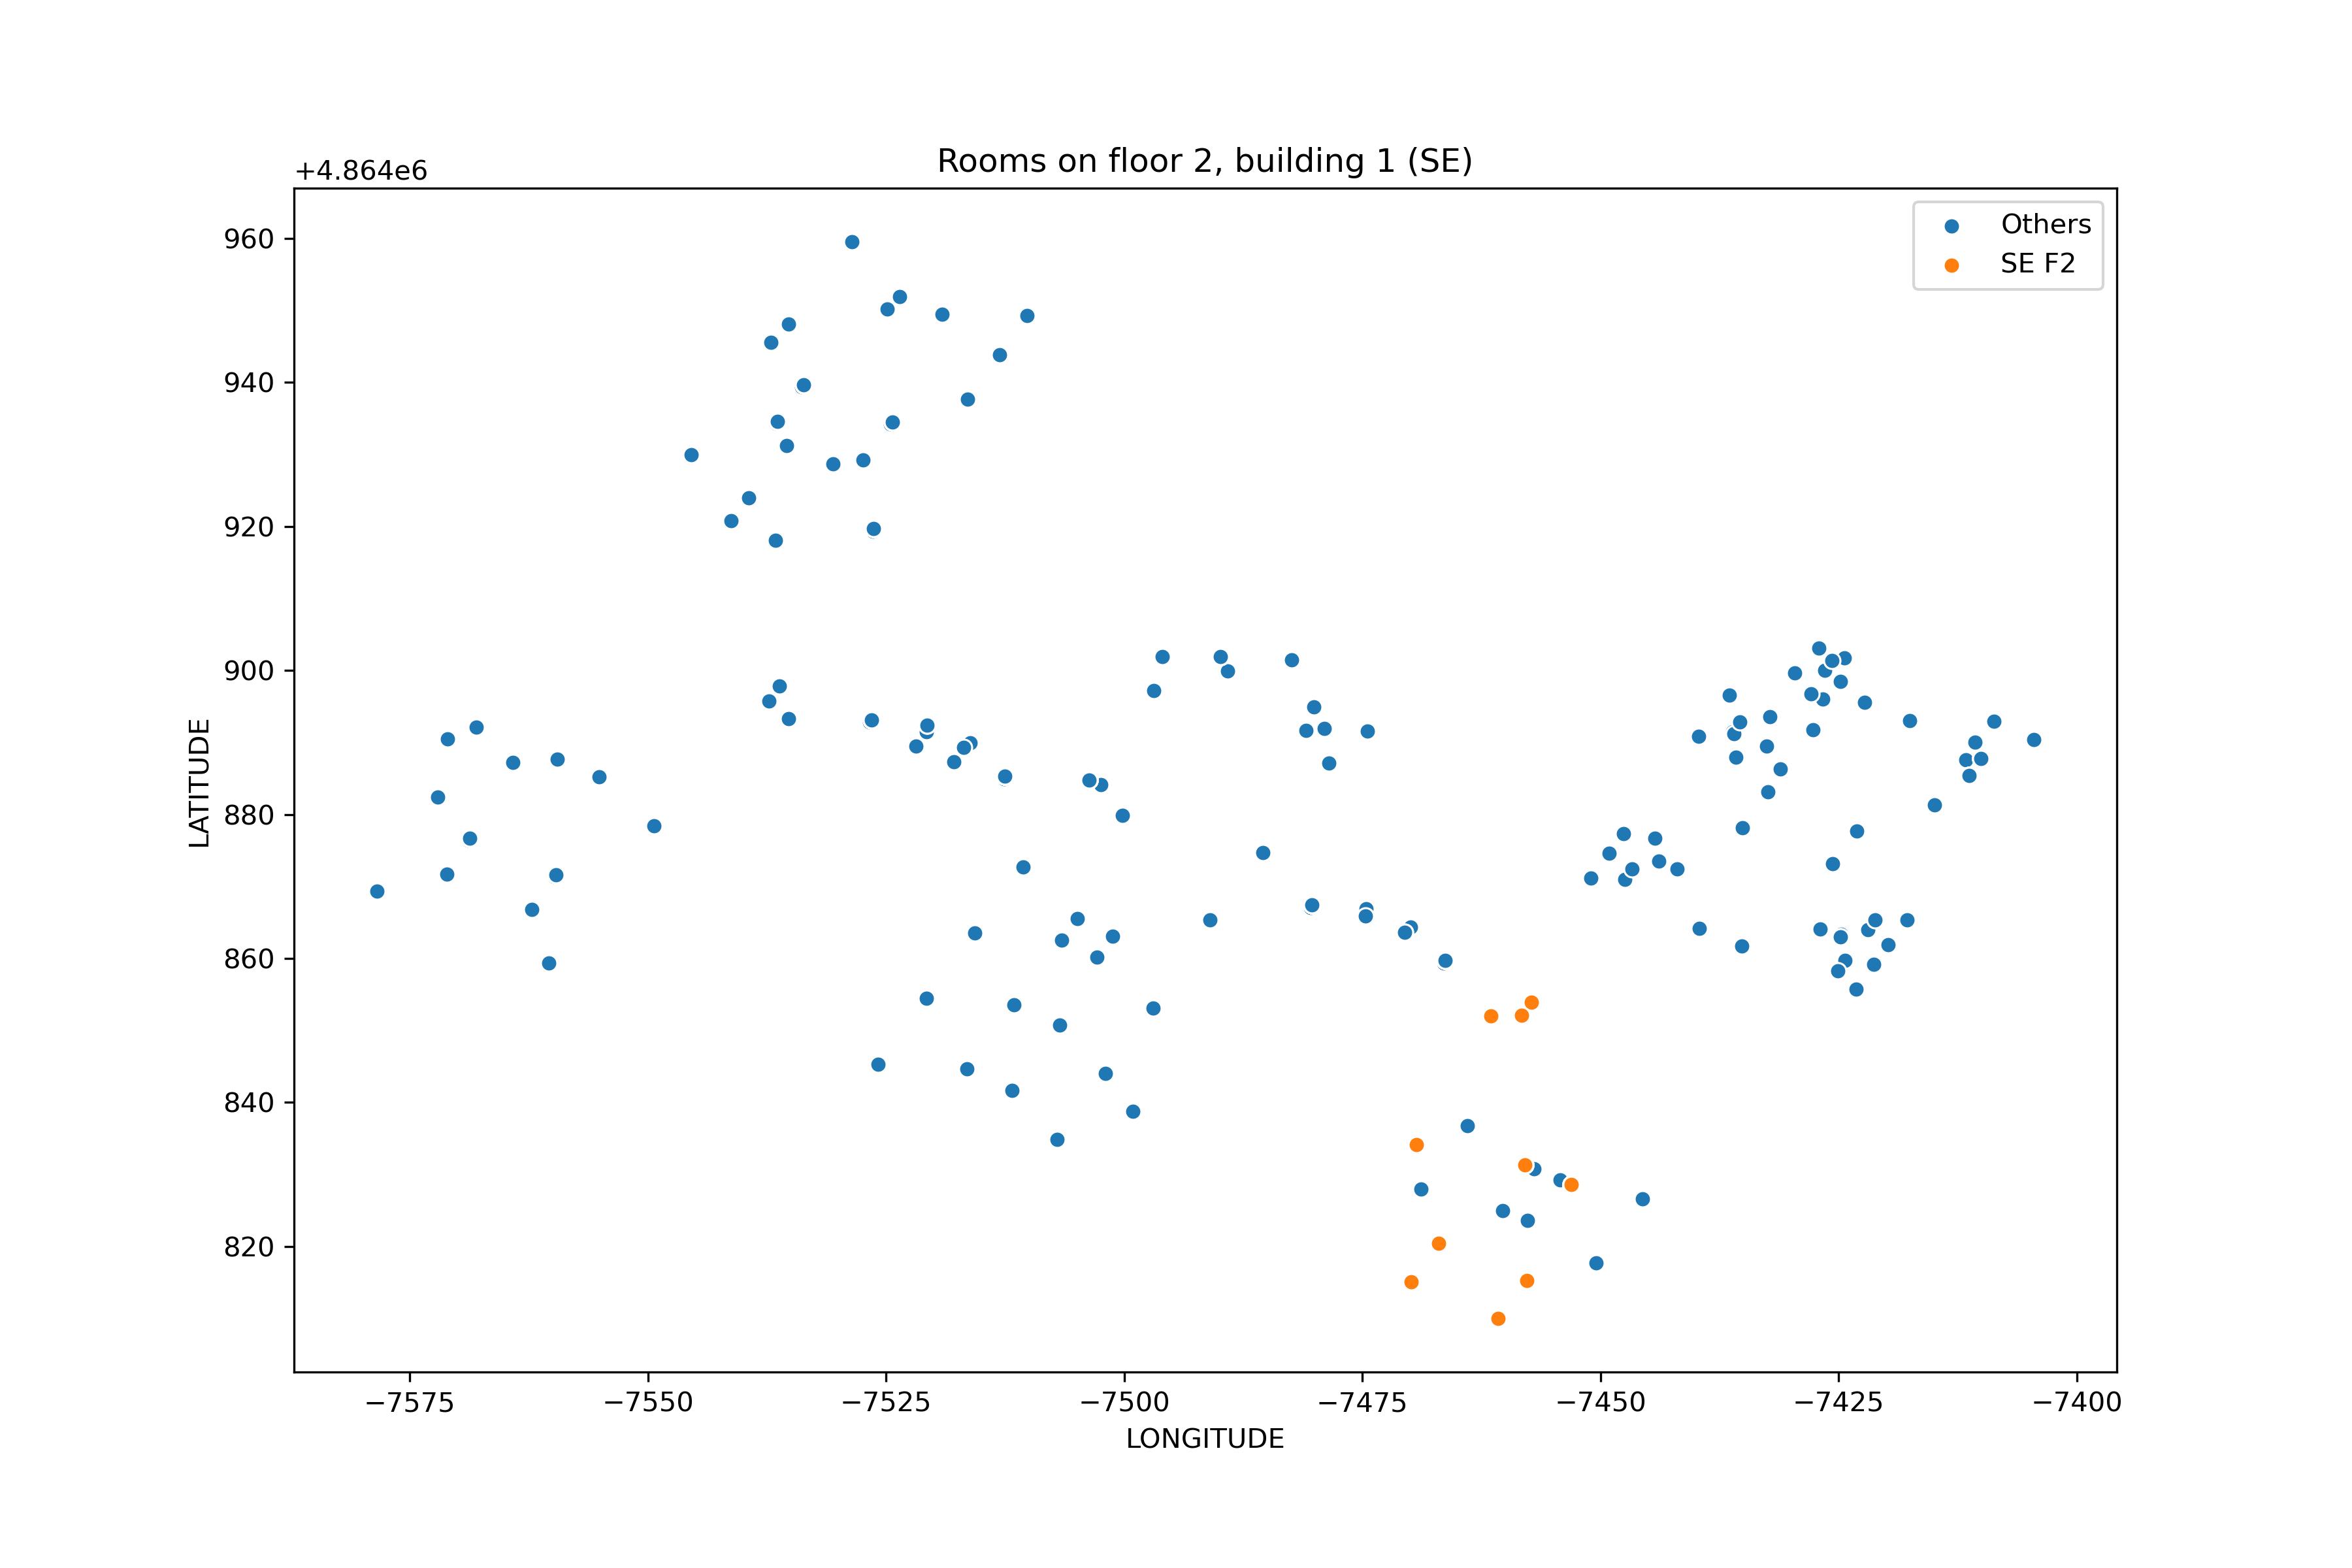 Rooms on floor 2, building 1 (SE)
+4.864e6
Others
SE F2
960
940
920
900
880
860
840
820
LATITUDE
−7575
−7550
−7525
−7500
−7475
−7450
−7425
−7400
LONGITUDE